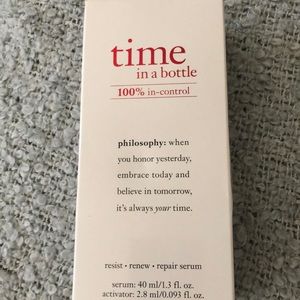 time
in a bottle
100% in-control
philosophy: when
you honor yesterday,
embrace today and
believe in tomorrow,
it's always your time.
resist • renew • repair serum
serum: 40 ml/1.3 fl. oz.
activator: 2.8 ml/0.093 fl. oz.